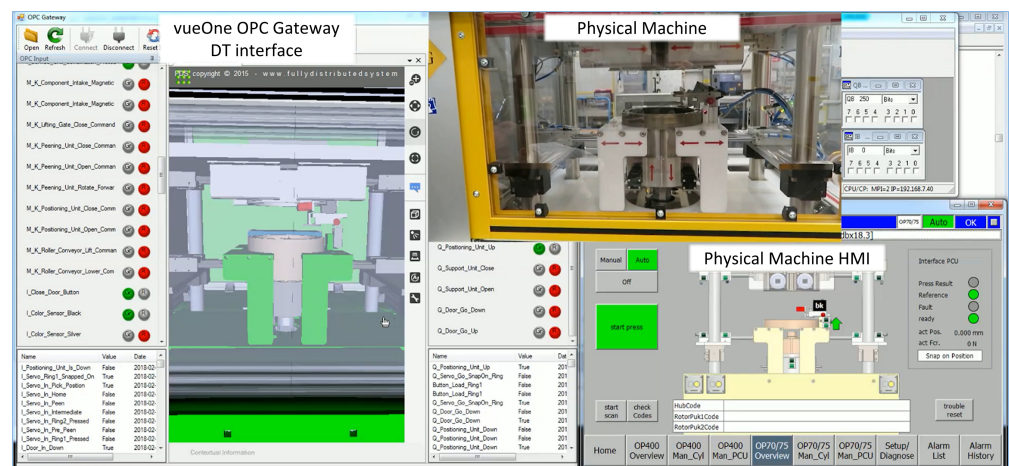 OPC Gateway
vueOne OPC Gateway
DT interface
Physical Machine
Open Refresh Connect Disconnect Reset
OPC Input
copyright © 2015 - www.fullydistributedsystem
M_K_Component_Intake_Magnetic
M_K_Component_Intake_Magnetic
M_K_Lifting_Gate_Close_Command
M_K_Peening_Unit_Close_Comman
M_K_Peening_Unit_Open_Comman
M_K_Peening_Unit_Rotate_Forwar
M_K_Positioning_Unit_Close_Comm
M_K_Positioning_Unit_Open_Comm
M_K_Roller_Conveyor_Lift_Comman
M_K_Roller_Conveyor_Lower_Com
I_Close_Door_Button
I_Color_Sensor_Black
I_Color_Sensor_Silver
Name Value Date
I_Positioning_Unit_Is_Down False 2018-02-
I_Servo_Ring1_Snapped_On True 2018-02-
I_Servo_In_Pick_Position True 2018-02-
I_Servo_In_Home False 2018-02-
I_Servo_In_Peen False 2018-02-
I_Servo_In_Intermediate False 2018-02-
I_Servo_In_Ring2_Pressed False 2018-02-
I_Servo_In_Pre_Peen False 2018-02-
I_Servo_In_Ring1_Pressed False 2018-02-
I_Door_In_Down True 2018-02-
Contextual Information
Q_Positioning_Unit_Up
Q_Support_Unit_Close
Q_Support_Unit_Open
Q_Door_Go_Down
Q_Door_Go_Up
Name Value Dat
Q_Positioning_Unit_Up True 201
Q_Servo_Go_SnapOn_Ring False 201
Button_Load_Ring1 False 201
Button_Load_Ring1 True 201
Q_Servo_Go_SnapOn_Ring True 201
Q_Door_Go_Down False 201
Q_Door_Go_Down True 201
Q_Positioning_Unit_Down False 201
Q_Positioning_Unit_Down False 201
Q_Positioning_Unit_Down True 201
QB
QB 250 Bits
7 6 5 4 3 2 1 0
IB 0 Bits
7 6 5 4 3 2 1 0
CPU/CP: MPI=2 IP=192.168.7.40
OP70/75 Auto OK
dbx18.3]
Physical Machine HMI
Manual Auto
Off
start press
bk
Interface PCU
Press Result
Reference
Fault
ready
act Pos. 0.000 mm
act Fcr. 0 N
Snap on Position
start scan
check Codes
HubCode
RotorPuk1Code
RotorPuk2Code
trouble reset
Home
OP400 Overview
OP400 Man_Cyl
OP400 Man_PCU
OP70/75 Overview
OP70/75 Man_Cyl
OP70/75 Man_PCU
Setup/ Diagnose
Alarm List
Alarm History